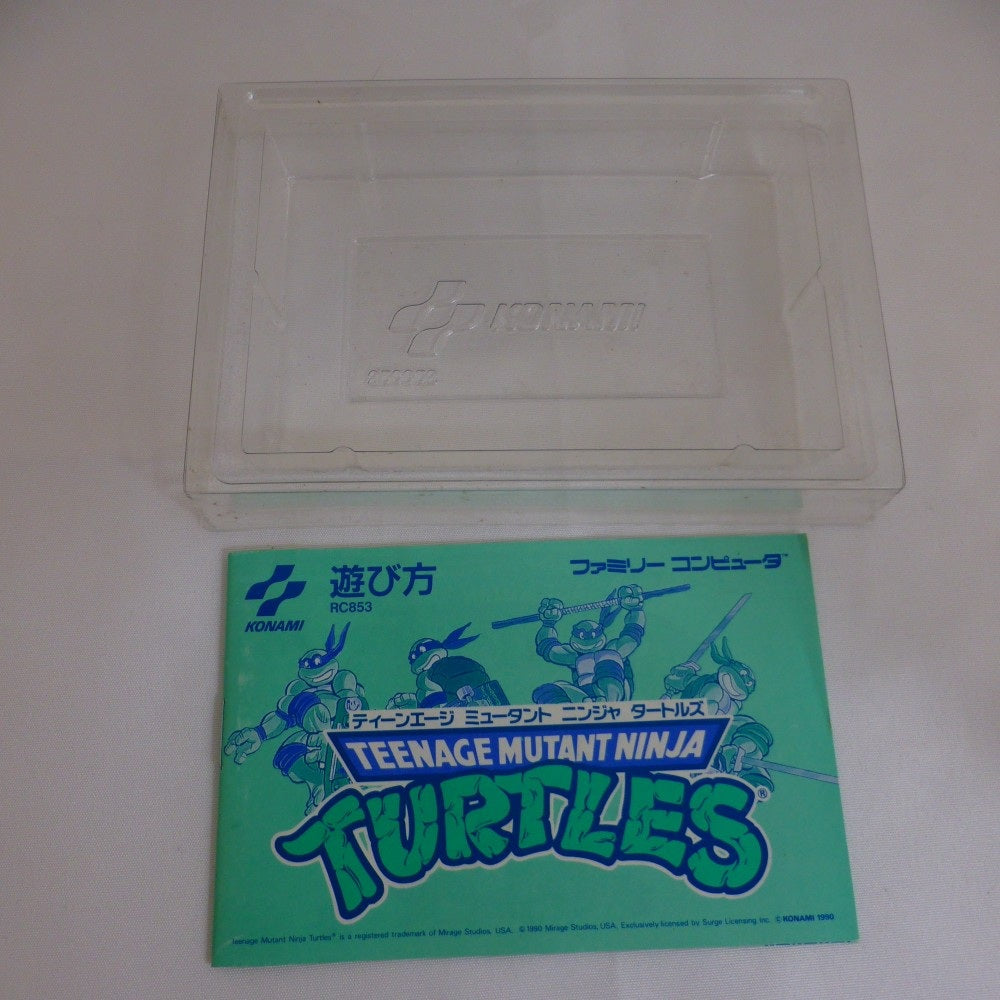 KONAMI
KONAMI
遊び方
RC853
ファミリー コンピュータ™
ティーンエージ ミュータント ニンジャ タートルズ
TEENAGE MUTANT NINJA
TURTLES®
Teenage Mutant Ninja Turtles® is a registered trademark of Mirage Studios, USA. © 1990 Mirage Studios, USA, Exclusively licensed by Surge Licensing Inc. © KONAMI 1990